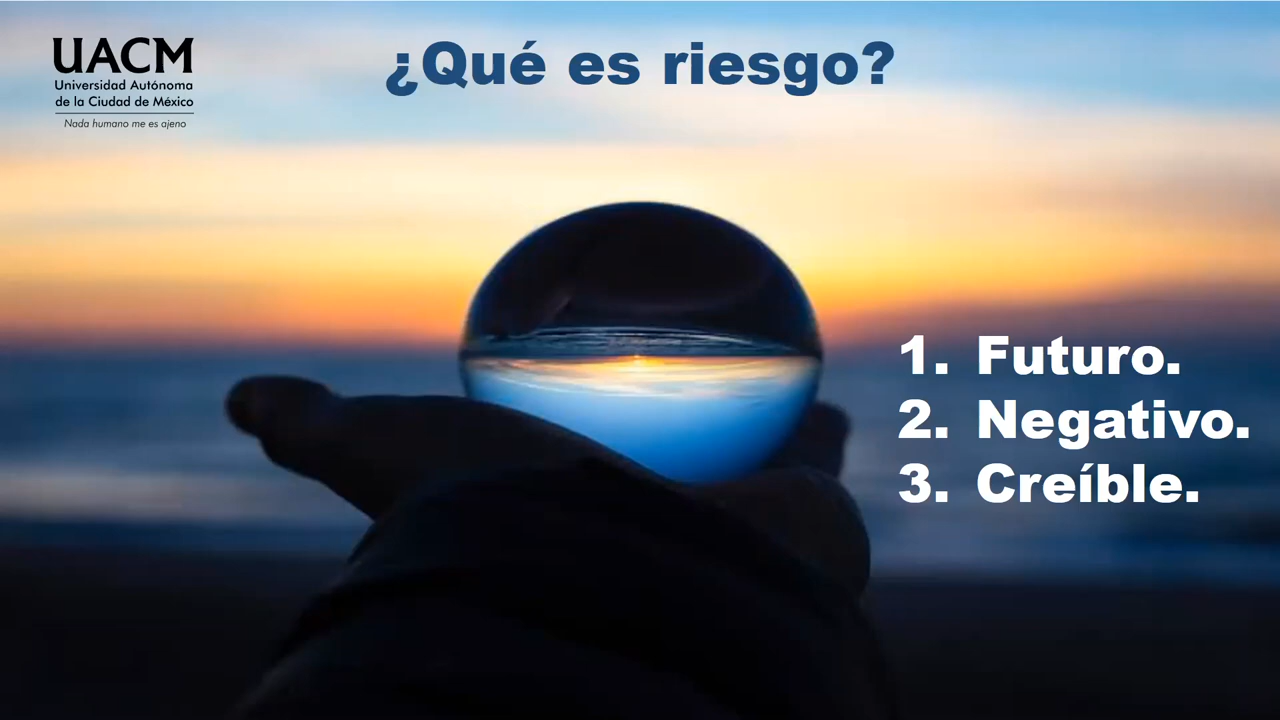 UACM
Universidad Autónoma
de la Ciudad de México
Nada humano me es ajeno
¿Qué es riesgo?
1. Futuro.
2. Negativo.
3. Creíble.